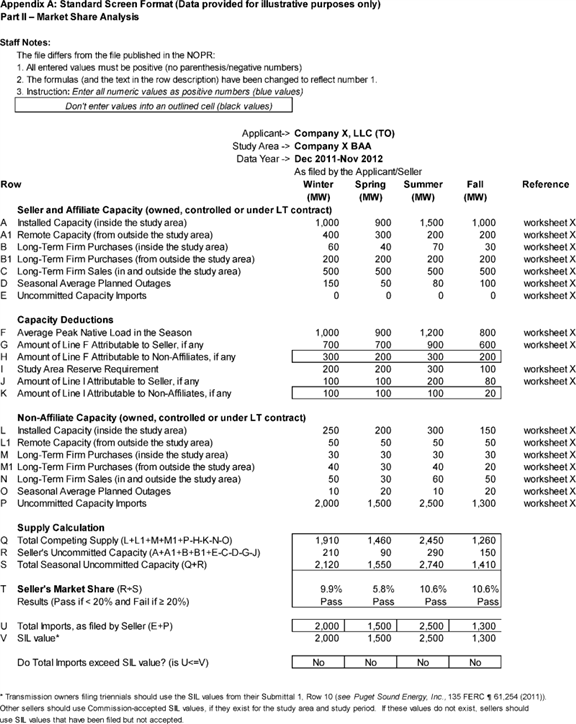 Appendix A: Standard Screen Format (Data provided for illustrative purposes only)
Part II – Market Share Analysis
Staff Notes:
The file differs from the file published in the NOPR:
1. All entered values must be positive (no parenthesis/negative numbers)
2. The formulas (and the text in the row description) have been changed to reflect number 1.
3. Instruction: Enter all numeric values as positive numbers (blue values)
Don't enter values into an outlined cell (black values)
Applicant-> Company X, LLC (TO)
Study Area -> Company X BAA
Data Year -> Dec 2011-Nov 2012
As filed by the Applicant/Seller
Row Winter Spring Summer Fall Reference
(MW) (MW) (MW) (MW)
Seller and Affiliate Capacity (owned, controlled or under LT contract)
A Installed Capacity (inside the study area) 1,000 900 1,500 1,000 worksheet X
A1 Remote Capacity (from outside the study area) 400 300 200 200 worksheet X
B Long-Term Firm Purchases (inside the study area) 60 40 70 30 worksheet X
B1 Long-Term Firm Purchases (from outside the study area) 200 200 200 200 worksheet X
C Long-Term Firm Sales (in and outside the study area) 500 500 500 500 worksheet X
D Seasonal Average Planned Outages 150 50 80 100 worksheet X
E Uncommitted Capacity Imports 0 0 0 0 worksheet X
Capacity Deductions
F Average Peak Native Load in the Season 1,000 900 1,200 800 worksheet X
G Amount of Line F Attributable to Seller, if any 700 700 900 600 worksheet X
H Amount of Line F Attributable to Non-Affiliates, if any 300 200 300 200
I Study Area Reserve Requirement 200 200 300 100 worksheet X
J Amount of Line I Attributable to Seller, if any 100 100 200 80 worksheet X
K Amount of Line I Attributable to Non-Affiliates, if any 100 100 100 20
Non-Affiliate Capacity (owned, controlled or under LT contract)
L Installed Capacity (inside the study area) 250 200 300 150 worksheet X
L1 Remote Capacity (from outside the study area) 50 50 50 50 worksheet X
M Long-Term Firm Purchases (inside the study area) 30 30 30 30 worksheet X
M1 Long-Term Firm Purchases (from outside the study area) 40 30 40 20 worksheet X
N Long-Term Firm Sales (in and outside the study area) 50 30 60 50 worksheet X
O Seasonal Average Planned Outages 10 20 10 20 worksheet X
P Uncommitted Capacity Imports 2,000 1,500 2,500 1,300 worksheet X
Supply Calculation
Q Total Competing Supply (L+L1+M+M1+P-H-K-N-O) 1,910 1,460 2,450 1,260
R Seller's Uncommitted Capacity (A+A1+B+B1+E-C-D-G-J) 210 90 290 150
S Total Seasonal Uncommitted Capacity (Q+R) 2,120 1,550 2,740 1,410
T Seller's Market Share (R÷S) 9.9% 5.8% 10.6% 10.6%
Results (Pass if < 20% and Fail if ≥ 20%) Pass Pass Pass Pass
U Total Imports, as filed by Seller (E+P) 2,000 1,500 2,500 1,300
V SIL value* 2,000 1,500 2,500 1,300
Do Total Imports exceed SIL value? (is U<=V) No No No No
* Transmission owners filing triennials should use the SIL values from their Submittal 1, Row 10 (see Puget Sound Energy, Inc., 135 FERC ¶ 61,254 (2011)).
Other sellers should use Commission-accepted SIL values, if they exist for the study area and study period. If these values do not exist, sellers should
use SIL values that have been filed but not accepted.